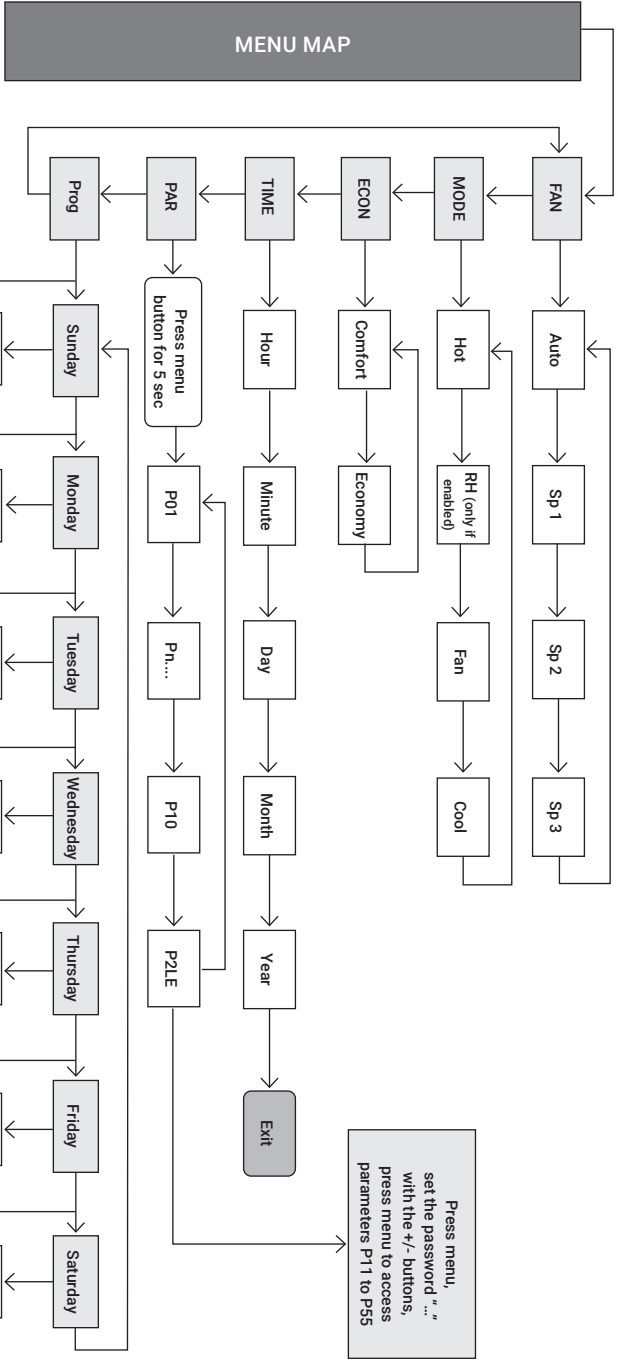 MENU MAP
FAN
Auto
Sp 1
Sp 2
Sp 3
MODE
Hot
RH (only if
enabled)
Fan
Cool
ECON
Comfort
Economy
TIME
Hour
Minute
Day
Month
Year
Exit
PAR
Press menu
button for 5 sec
P01
Pn....
P10
P2LE
Press menu,
set the password “...”
with the +/- buttons,
press menu to access
parameters P11 to P55
Prog
Sunday
Monday
Tuesday
Wednesday
Thursday
Friday
Saturday